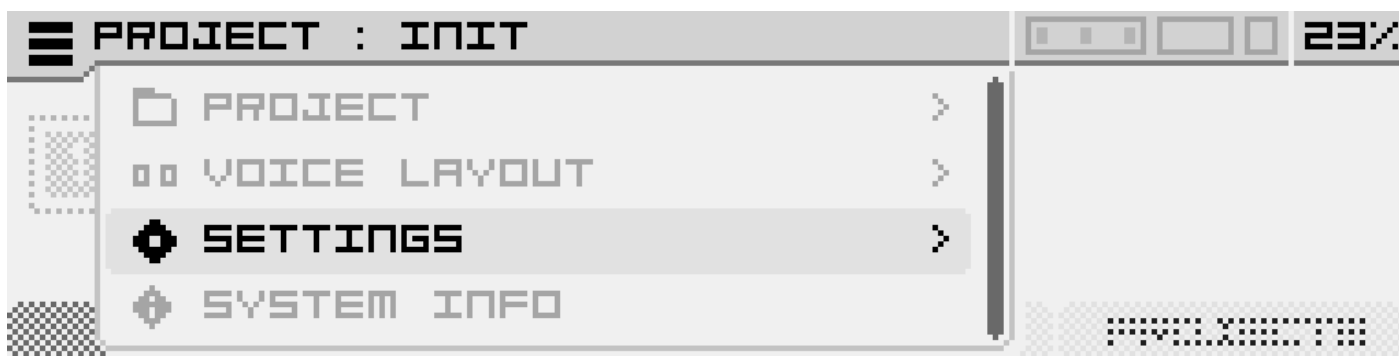 PROJECT : INIT
23%
PROJECT >
VOICE LAYOUT >
SETTINGS >
SYSTEM INFO